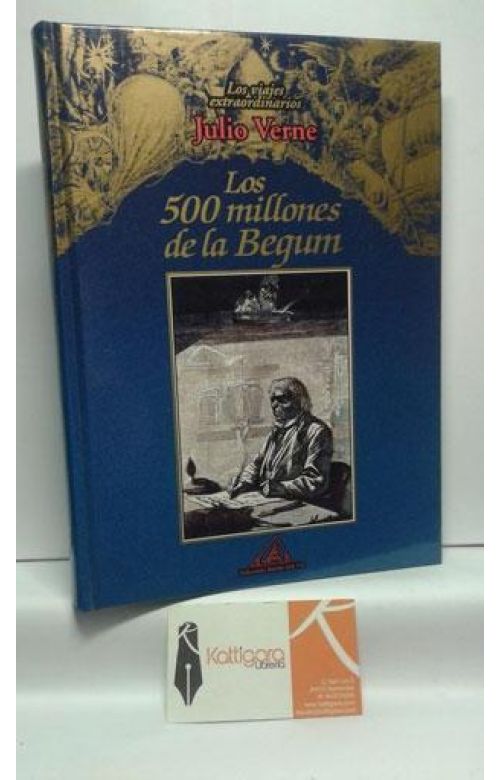 Los viajes
extraordinarios
Julio Verne
Los
500 millones
de la Begum
Kattigara
Librería